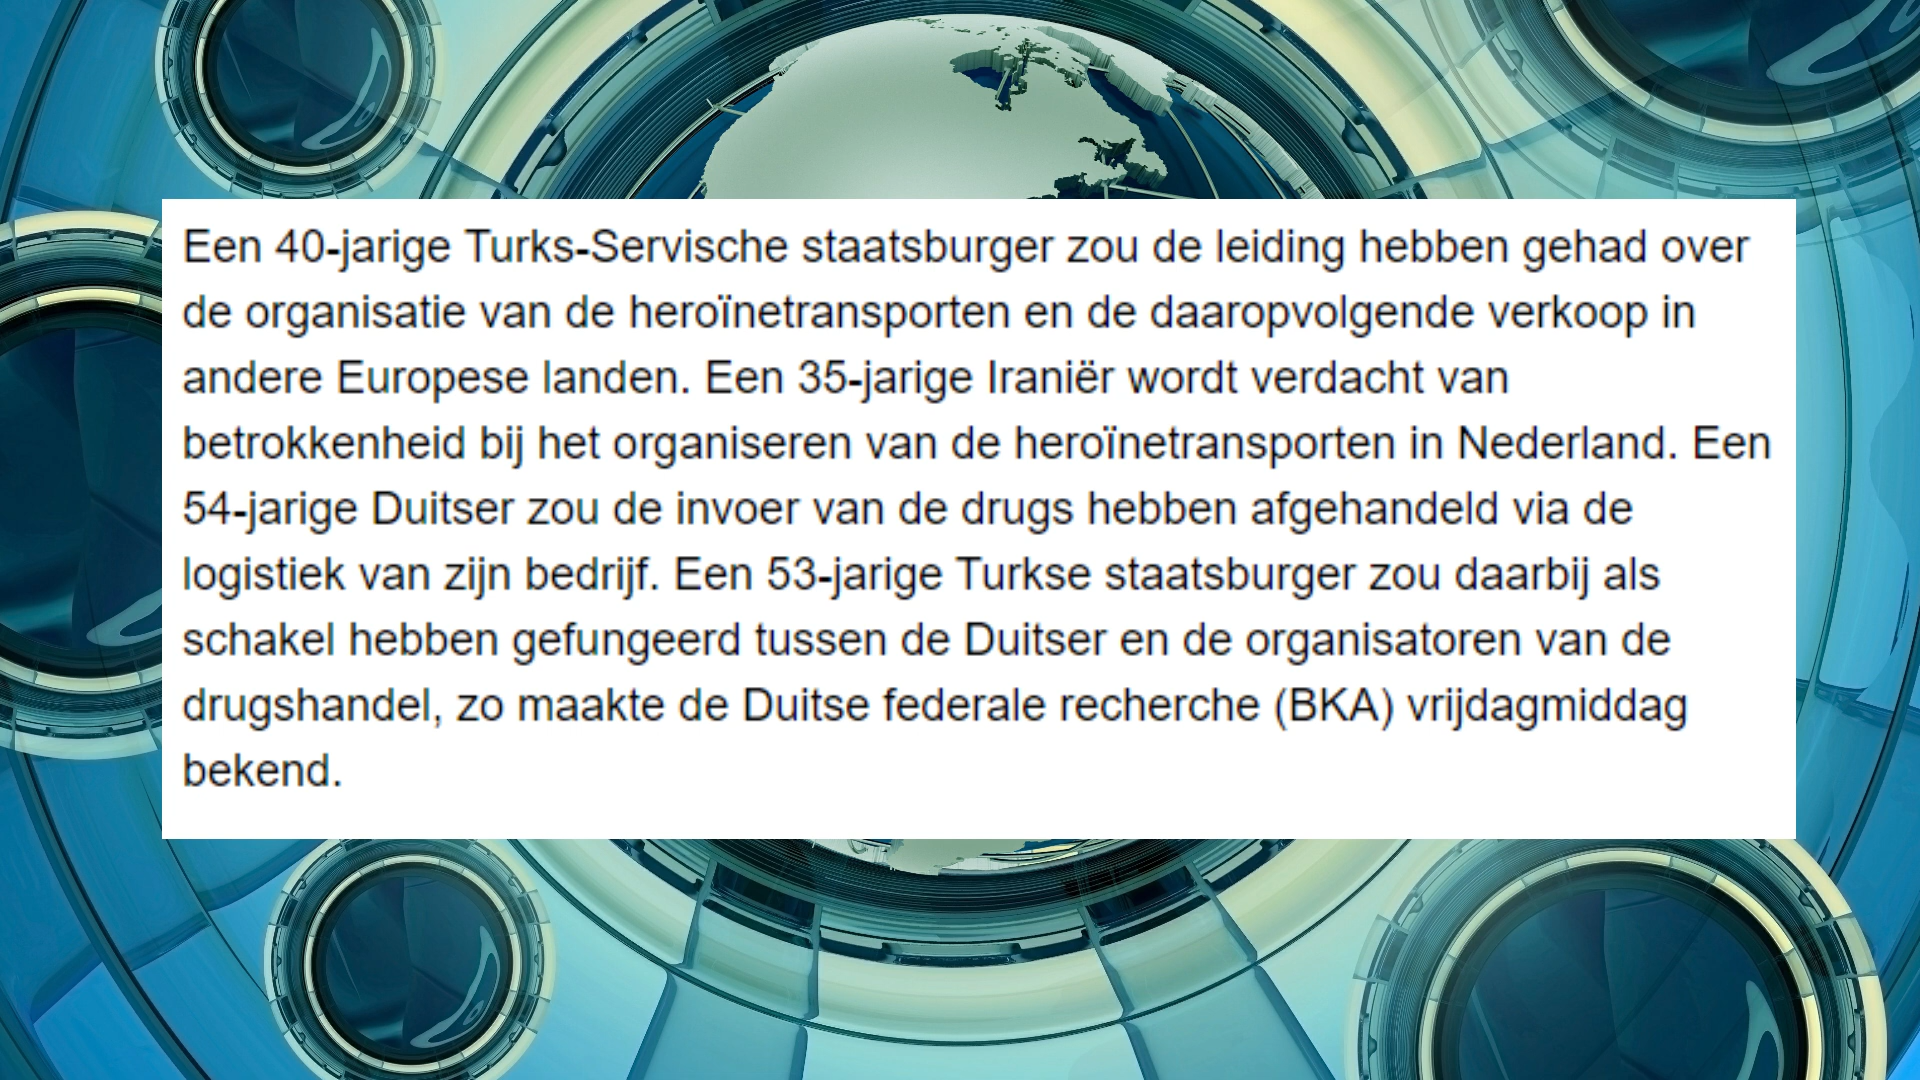 Een 40-jarige Turks-Servische staatsburger zou de leiding hebben gehad over
de organisatie van de heroïnetransporten en de daaropvolgende verkoop in
andere Europese landen. Een 35-jarige Iraniër wordt verdacht van
betrokkenheid bij het organiseren van de heroïnetransporten in Nederland. Een
54-jarige Duitser zou de invoer van de drugs hebben afgehandeld via de
logistiek van zijn bedrijf. Een 53-jarige Turkse staatsburger zou daarbij als
schakel hebben gefungeerd tussen de Duitser en de organisatoren van de
drugshandel, zo maakte de Duitse federale recherche (BKA) vrijdagmiddag
bekend.